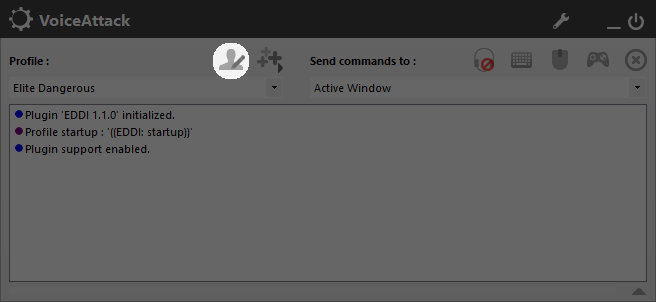 VoiceAttack
Profile :
Send commands to :
Elite Dangerous
Active Window
Plugin 'EDDI 1.1.0' initialized.
Profile startup : '((EDDI: startup))'
Plugin support enabled.